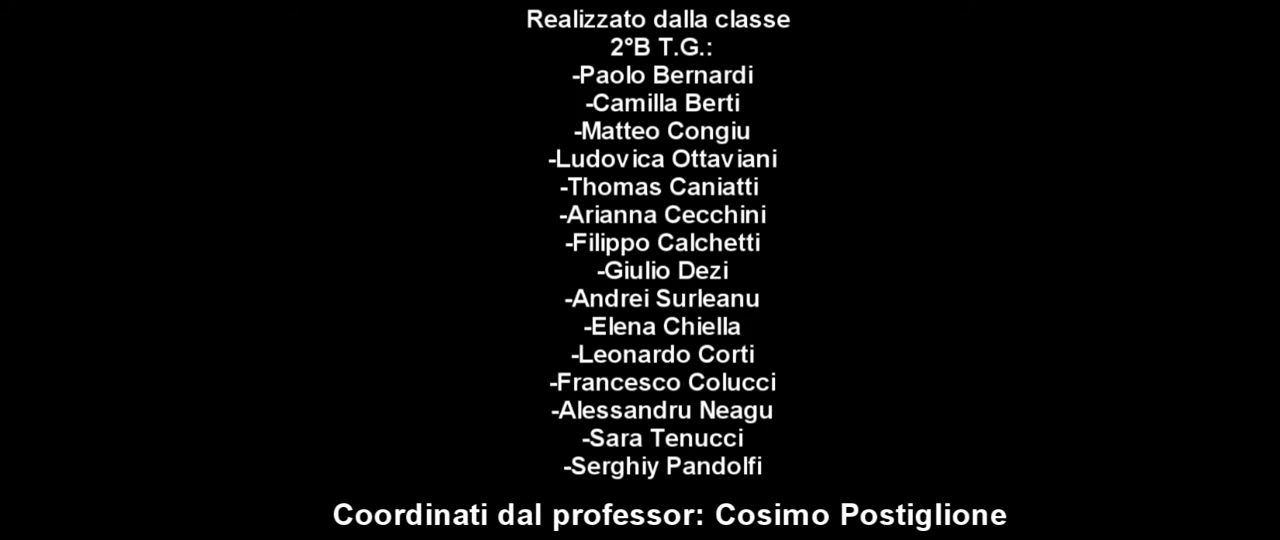 Realizzato dalla classe
2°B T.G.:
-Paolo Bernardi
-Camilla Berti
-Matteo Congiu
-Ludovica Ottaviani
-Thomas Caniatti
-Arianna Cecchini
-Filippo Calchetti
-Giulio Dezi
-Andrei Surleanu
-Elena Chiella
-Leonardo Corti
-Francesco Colucci
-Alessandru Neagu
-Sara Tenucci
-Serghiy Pandolfi
Coordinati dal professor: Cosimo Postiglione